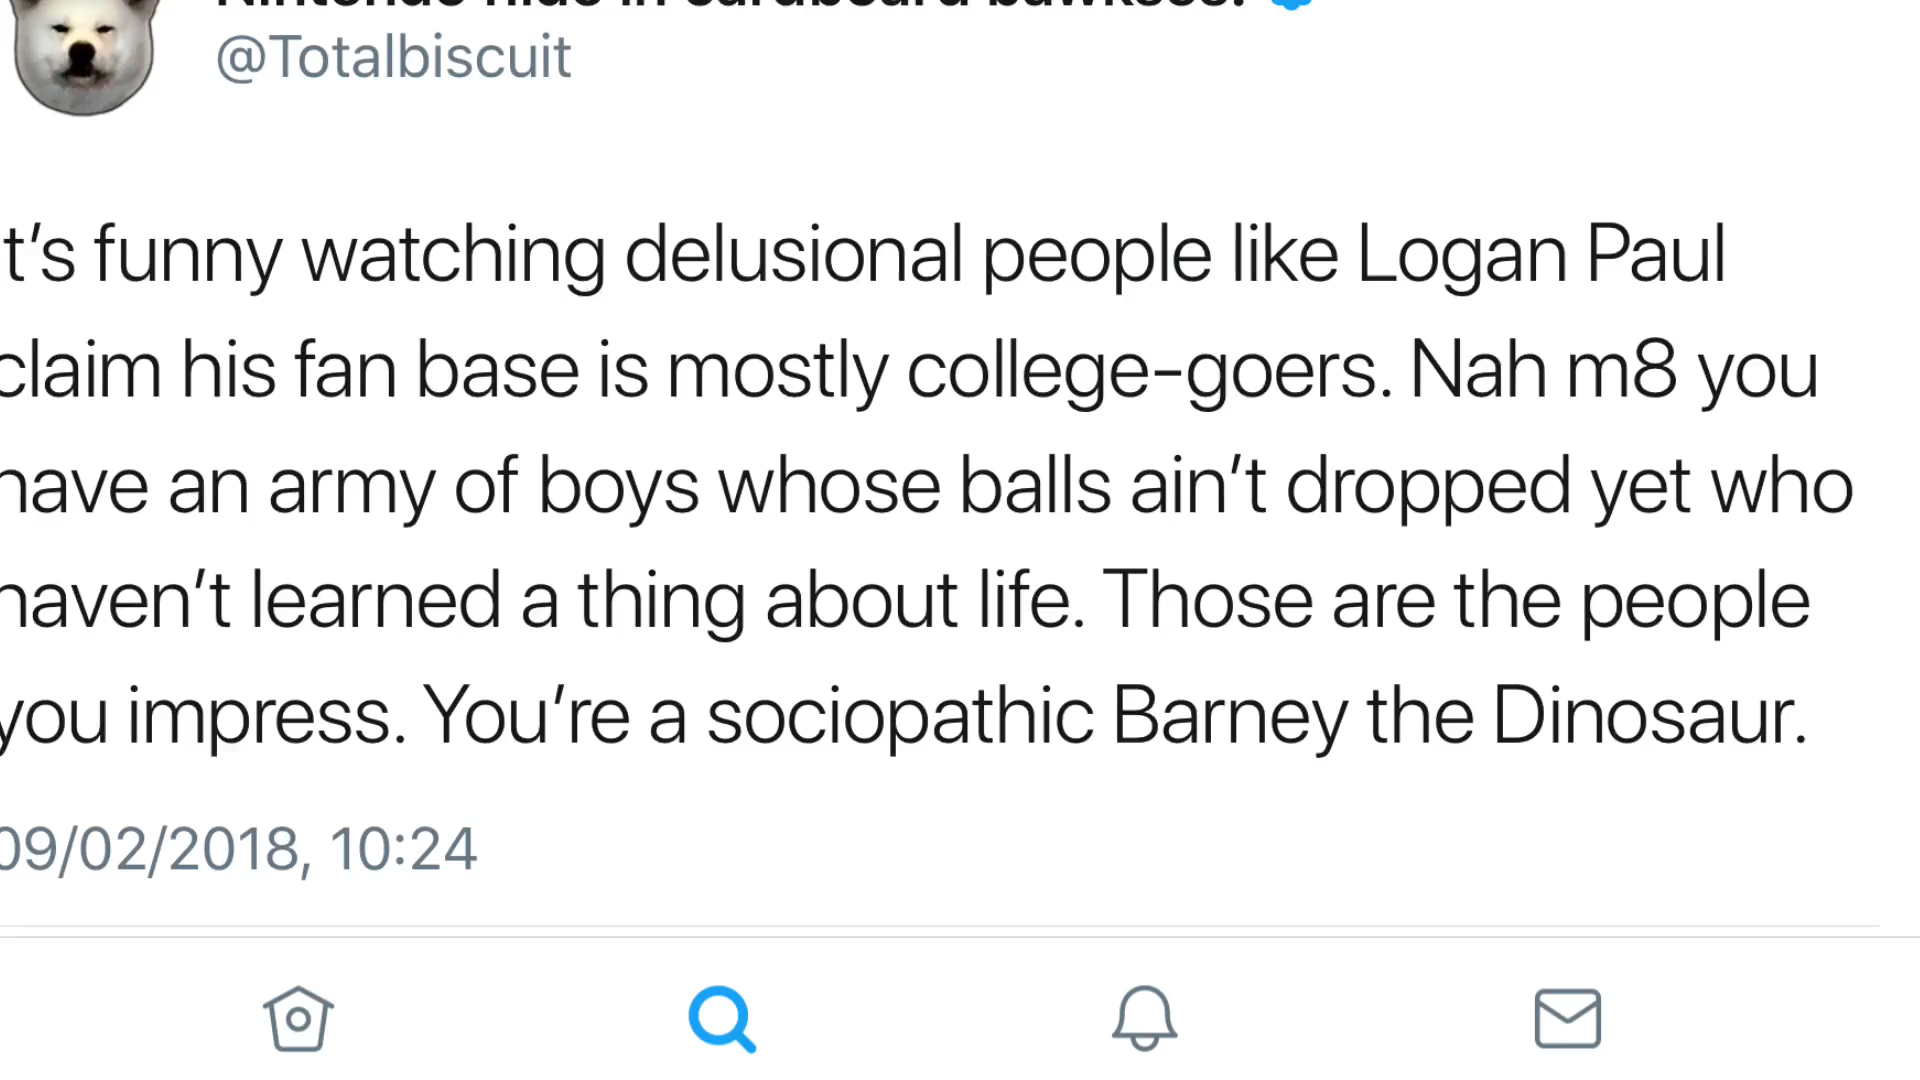 @Totalbiscuit
t's funny watching delusional people like Logan Paul
claim his fan base is mostly college-goers. Nah m8 you
have an army of boys whose balls ain't dropped yet who
haven't learned a thing about life. Those are the people
you impress. You're a sociopathic Barney the Dinosaur.
09/02/2018, 10:24